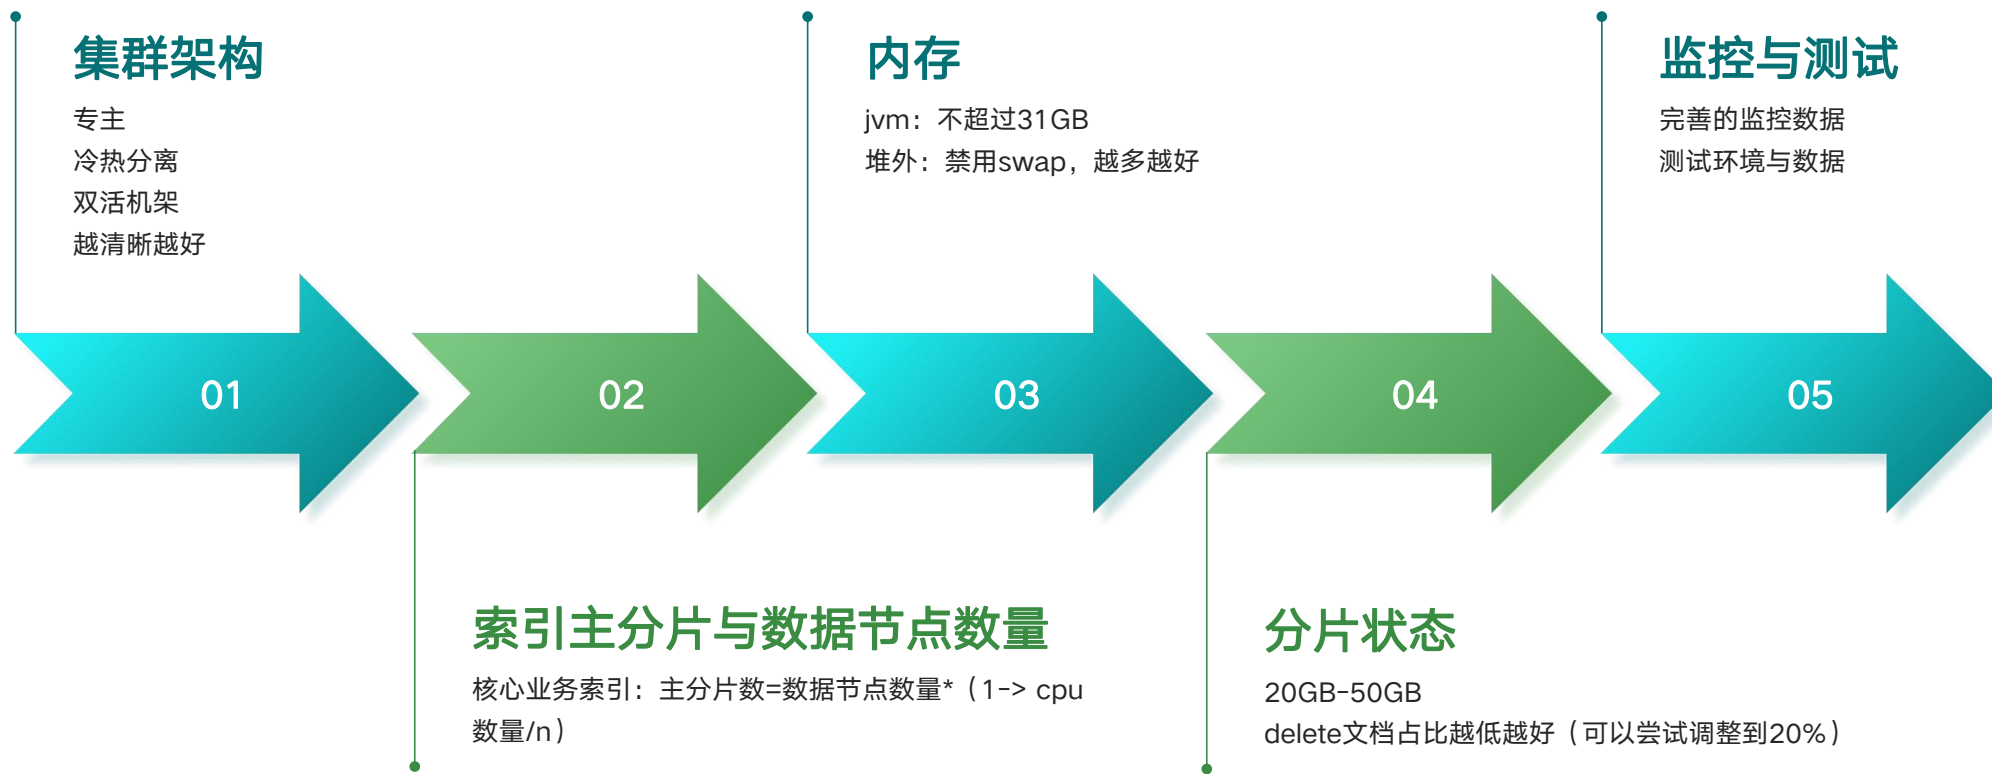 集群架构
专主
冷热分离
双活机架
越清晰越好
内存
jvm：不超过31GB
堆外：禁用swap，越多越好
监控与测试
完善的监控数据
测试环境与数据
01
02
03
04
05
索引主分片与数据节点数量
核心业务索引：主分片数=数据节点数量*（1-> cpu
数量/n）
分片状态
20GB-50GB
delete文档占比越低越好（可以尝试调整到20%）